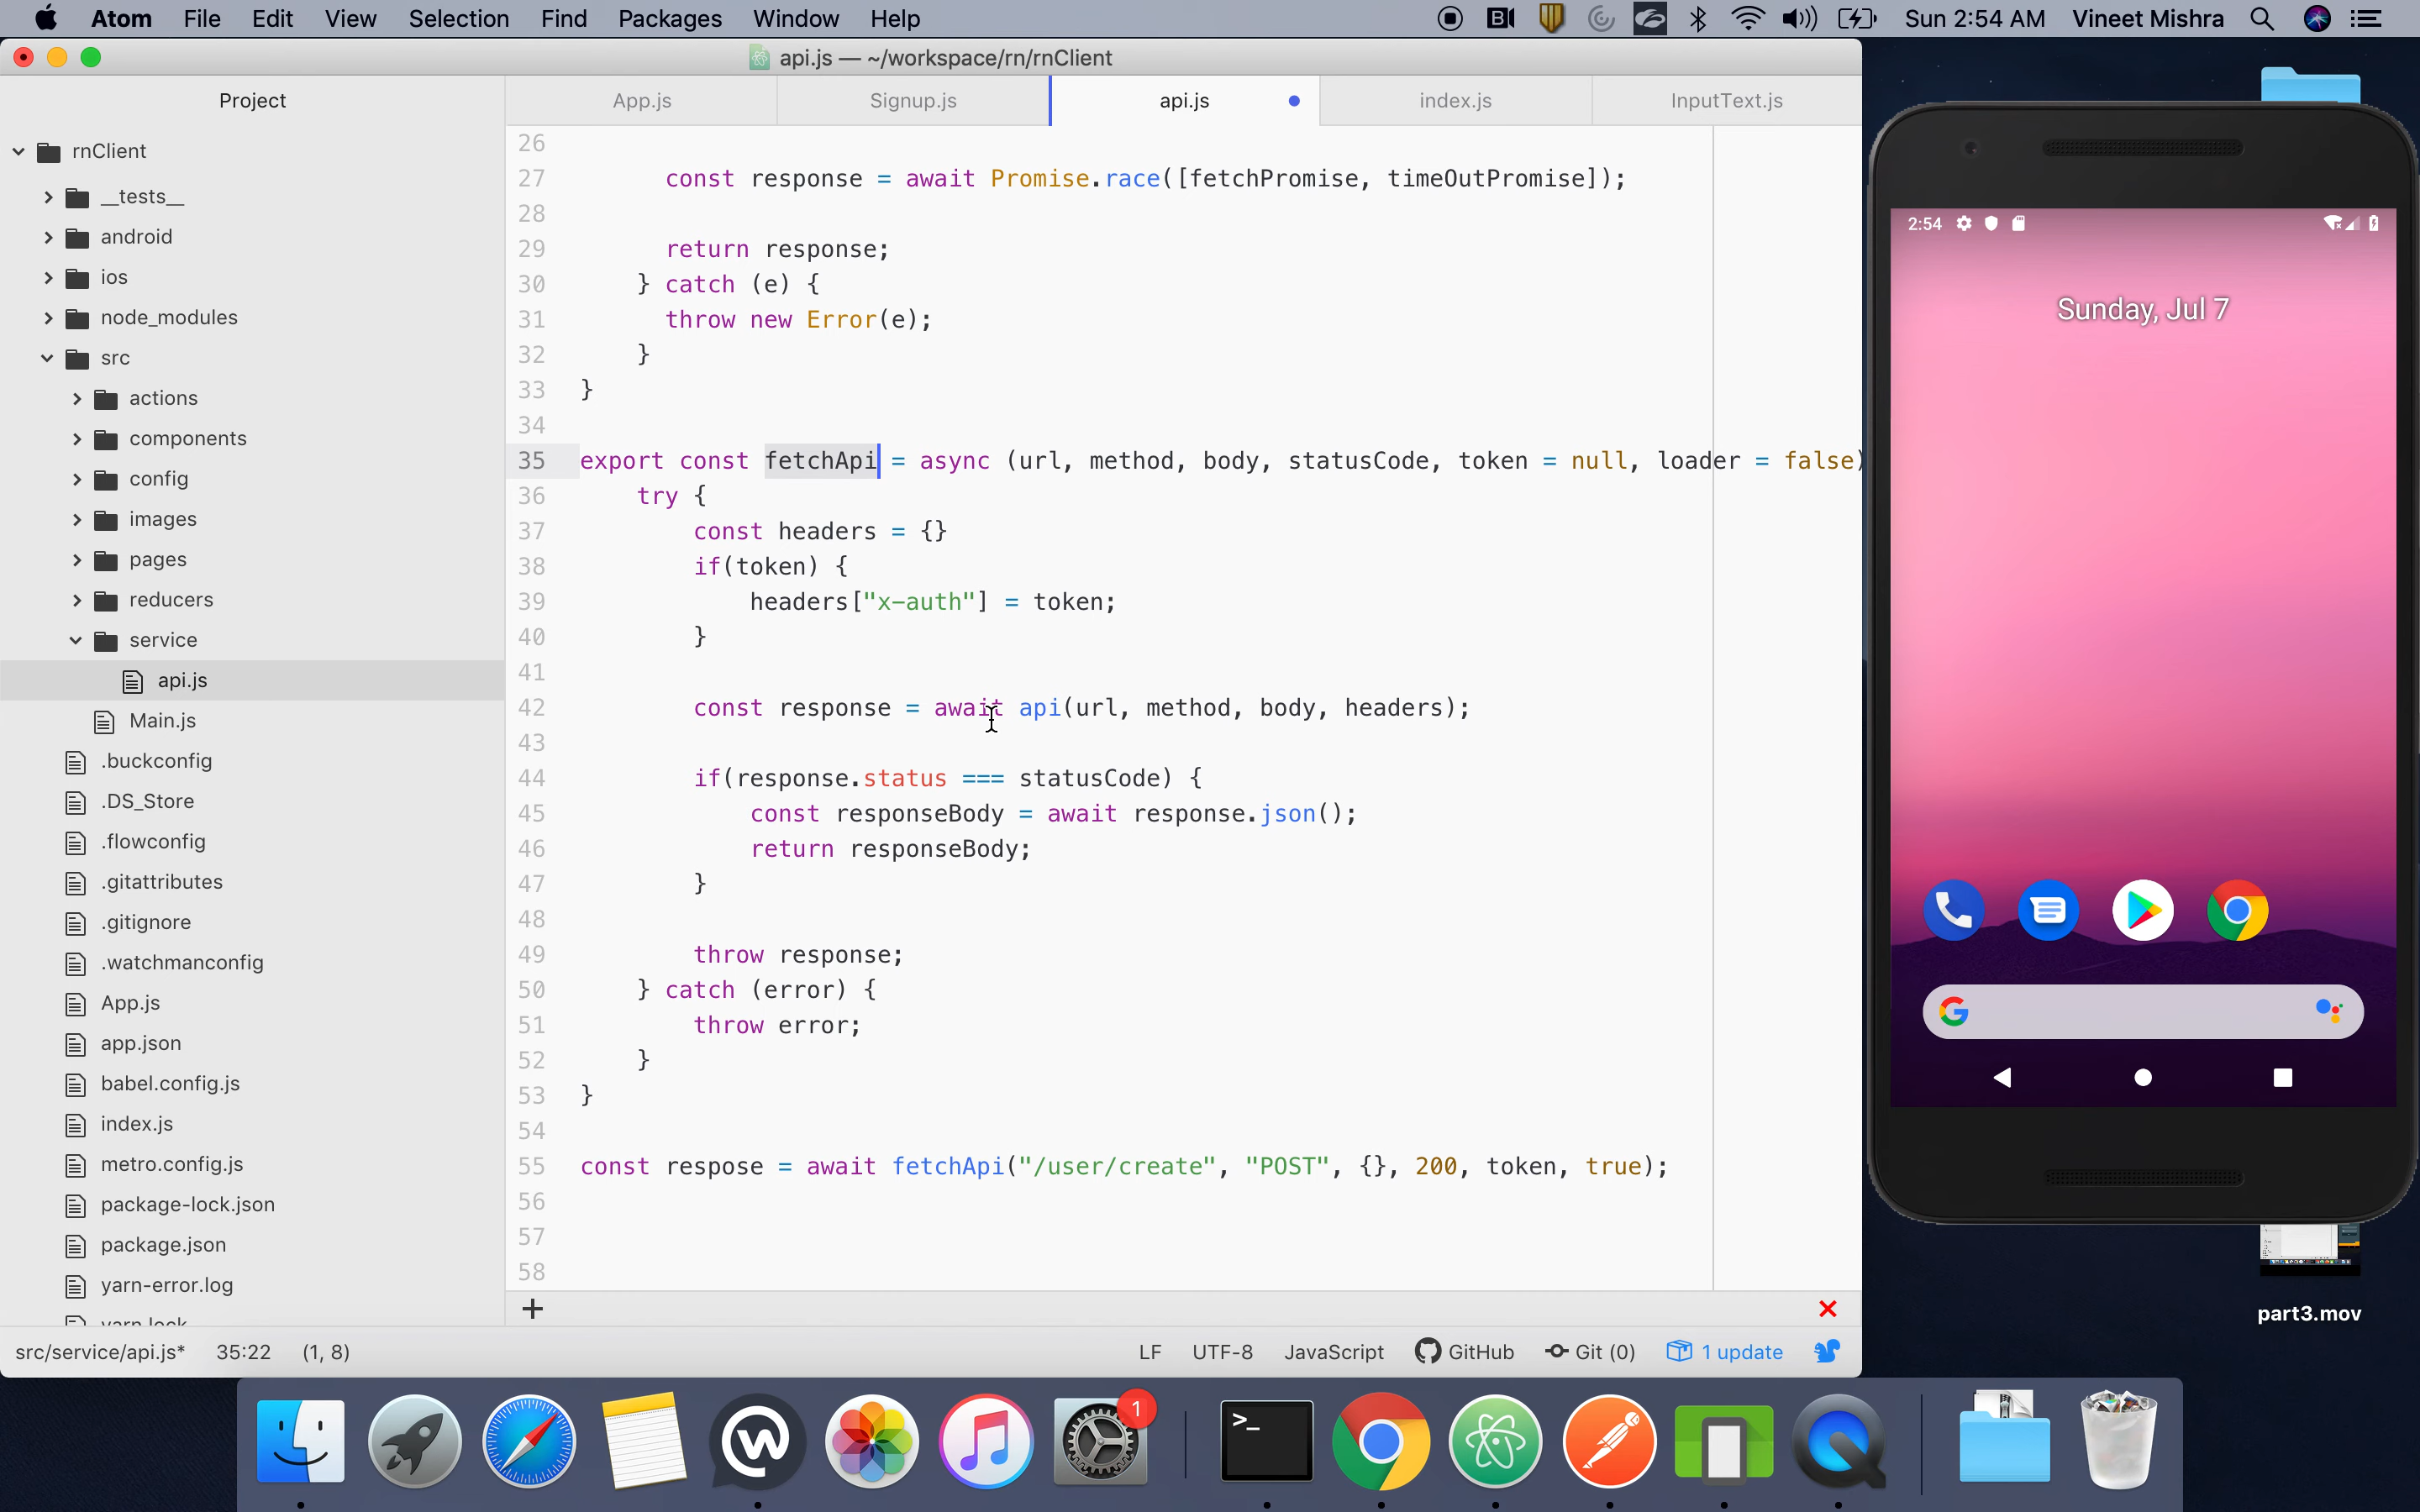 Atom File Edit View Selection Find Packages Window Help Sun 2:54 AM Vineet Mishra
api.js — ~/workspace/rn/rnClient
Project
App.js Signup.js api.js index.js InputText.js
rnClient
__tests__
android
ios
node_modules
src
actions
components
config
images
pages
reducers
service
api.js
Main.js
.buckconfig
.DS_Store
.flowconfig
.gitattributes
.gitignore
.watchmanconfig
App.js
app.json
babel.config.js
index.js
metro.config.js
package-lock.json
package.json
yarn-error.log
yarn.lock
26
27 const response = await Promise.race([fetchPromise, timeOutPromise]);
28
29 return response;
30 } catch (e) {
31 throw new Error(e);
32 }
33 }
34
35 export const fetchApi = async (url, method, body, statusCode, token = null, loader = false)
36 try {
37 const headers = {}
38 if(token) {
39 headers["x-auth"] = token;
40 }
41
42 const response = await api(url, method, body, headers);
43
44 if(response.status === statusCode) {
45 const responseBody = await response.json();
46 return responseBody;
47 }
48
49 throw response;
50 } catch (error) {
51 throw error;
52 }
53 }
54
55 const respose = await fetchApi("/user/create", "POST", {}, 200, token, true);
56
57
58
src/service/api.js* 35:22 (1, 8) LF UTF-8 JavaScript GitHub Git (0) 1 update
2:54
Sunday, Jul 7
part3.mov
1